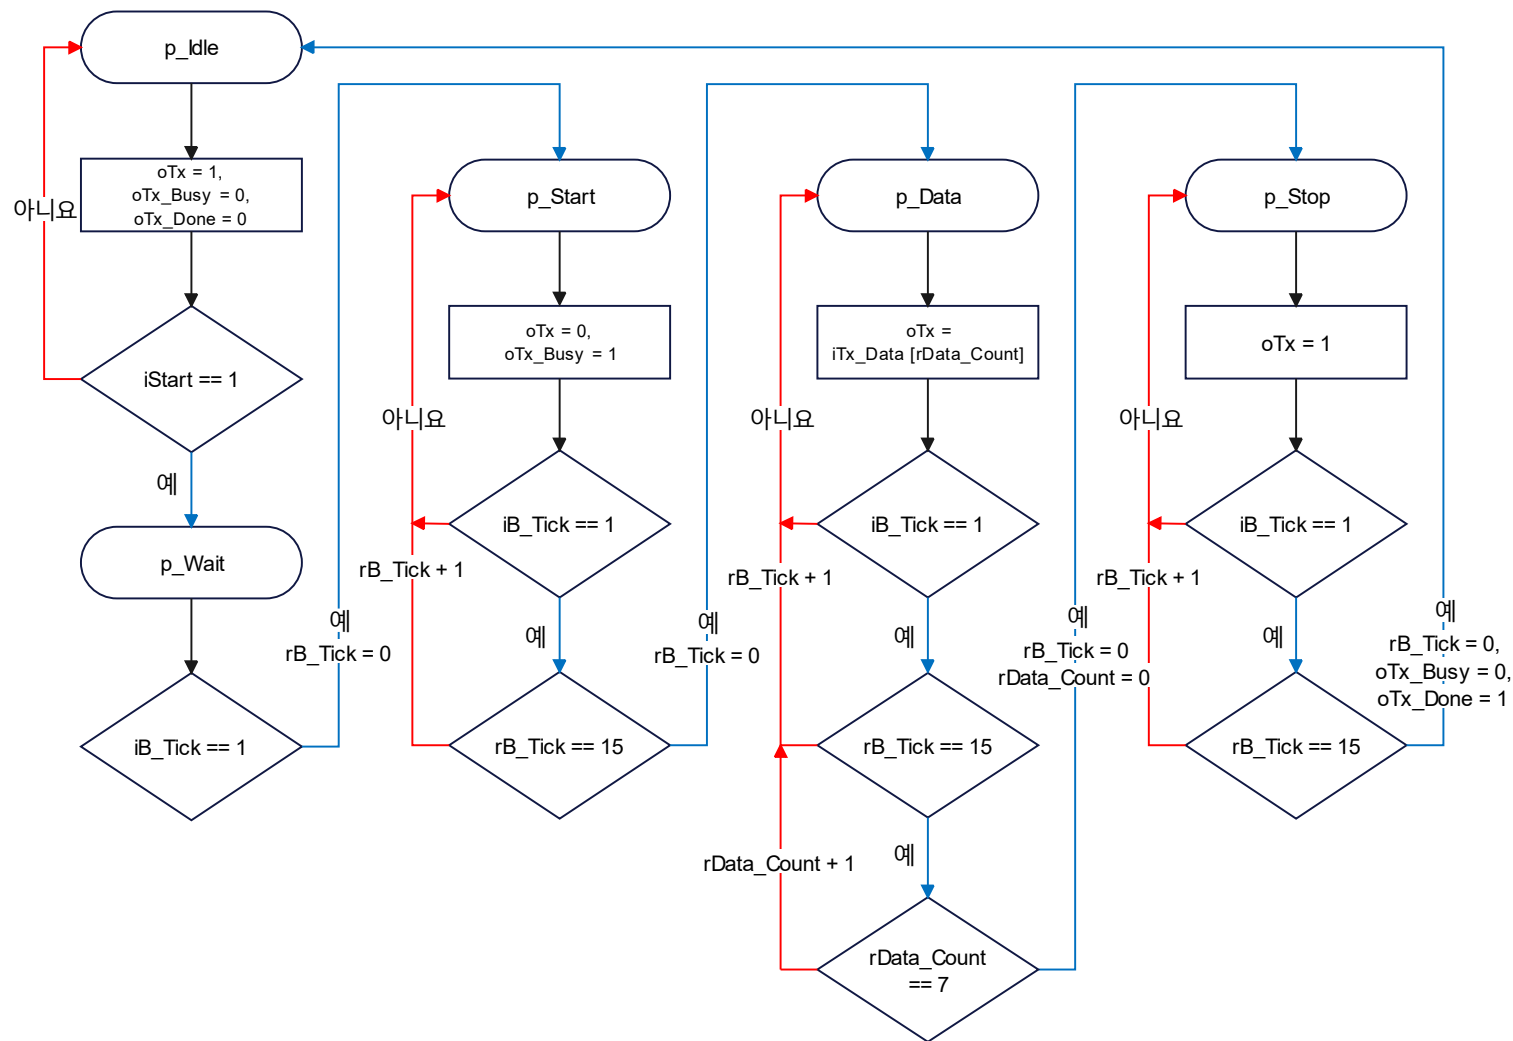 p_Idle
oTx = 1,
oTx_Busy = 0,
oTx_Done = 0
아니요
iStart == 1
예
p_Wait
iB_Tick == 1
예
rB_Tick = 0
p_Start
oTx = 0,
oTx_Busy = 1
아니요
iB_Tick == 1
rB_Tick + 1
예
rB_Tick == 15
예
rB_Tick = 0
p_Data
oTx =
iTx_Data [rData_Count]
아니요
iB_Tick == 1
rB_Tick + 1
예
rB_Tick == 15
예
rData_Count + 1
rData_Count
== 7
예
rB_Tick = 0
rData_Count = 0
p_Stop
oTx = 1
아니요
iB_Tick == 1
rB_Tick + 1
예
rB_Tick == 15
예
rB_Tick = 0,
oTx_Busy = 0,
oTx_Done = 1